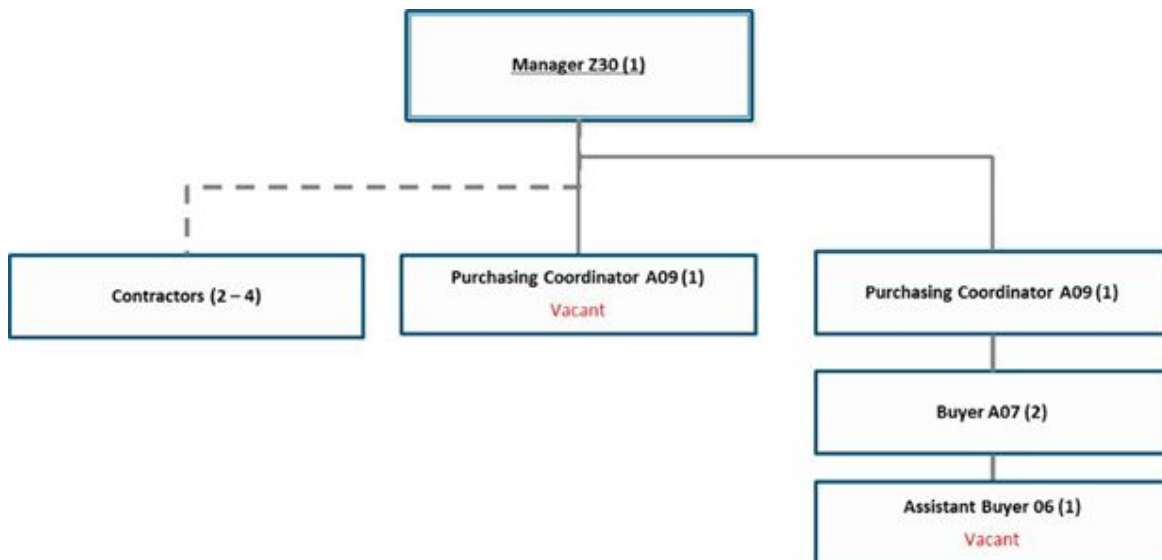 Manager Z30 (1)
Contractors (2 – 4)
Purchasing Coordinator A09 (1)
Vacant
Purchasing Coordinator A09 (1)
Buyer A07 (2)
Assistant Buyer 06 (1)
Vacant